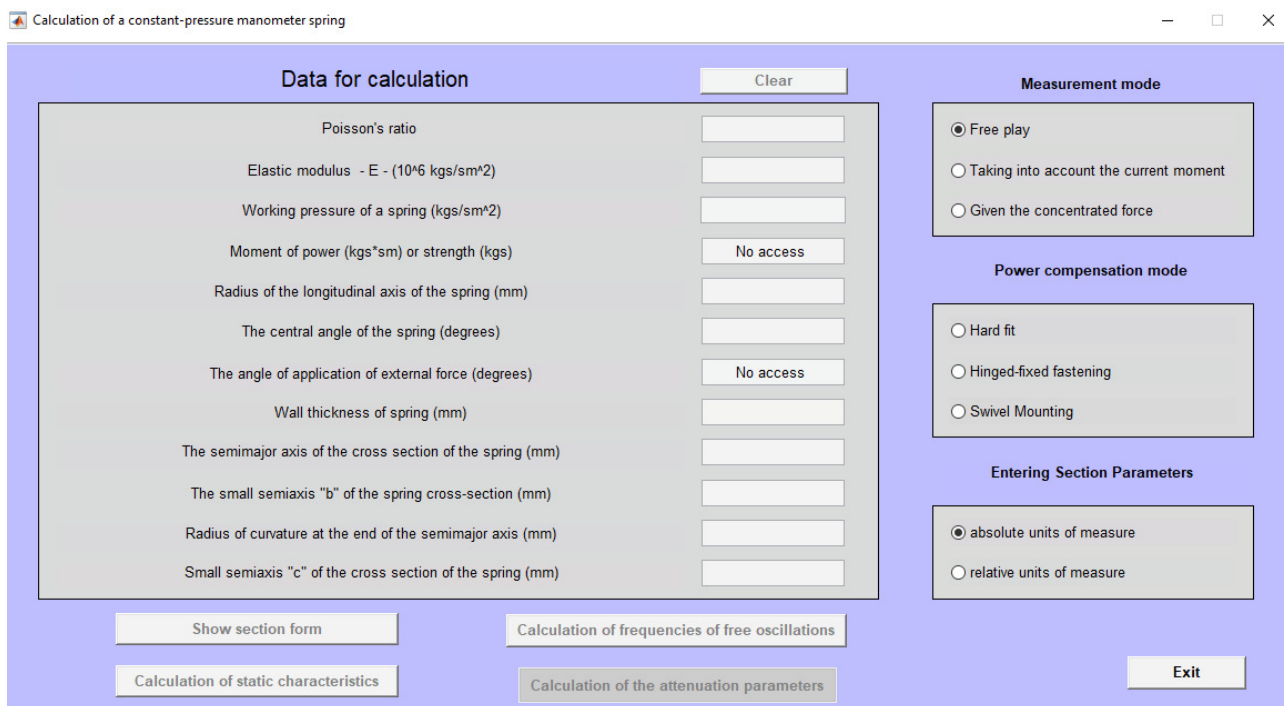 Calculation of a constant-pressure manometer spring
Data for calculation
Clear
Poisson's ratio
Elastic modulus - E - (10^6 kgs/sm^2)
Working pressure of a spring (kgs/sm^2)
Moment of power (kgs*sm) or strength (kgs)
No access
Radius of the longitudinal axis of the spring (mm)
The central angle of the spring (degrees)
The angle of application of external force (degrees)
No access
Wall thickness of spring (mm)
The semimajor axis of the cross section of the spring (mm)
The small semiaxis "b" of the spring cross-section (mm)
Radius of curvature at the end of the semimajor axis (mm)
Small semiaxis "c" of the cross section of the spring (mm)
Show section form
Calculation of frequencies of free oscillations
Calculation of static characteristics
Calculation of the attenuation parameters
Measurement mode
Free play
Taking into account the current moment
Given the concentrated force
Power compensation mode
Hard fit
Hinged-fixed fastening
Swivel Mounting
Entering Section Parameters
absolute units of measure
relative units of measure
Exit